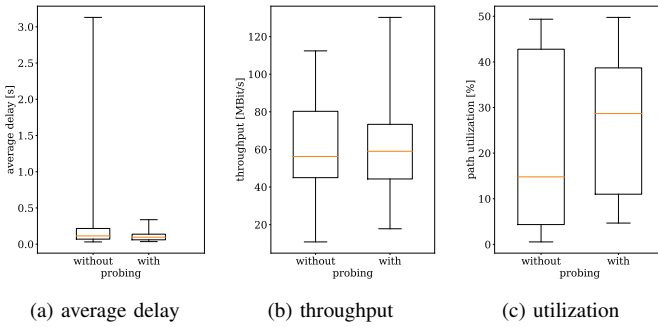 average delay [s]
3.0
2.5
2.0
1.5
1.0
0.5
0.0
without with
probing
(a) average delay
throughput [MBit/s]
120
100
80
60
40
20
without with
probing
(b) throughput
path utilization [%]
50
40
30
20
10
0
without with
probing
(c) utilization